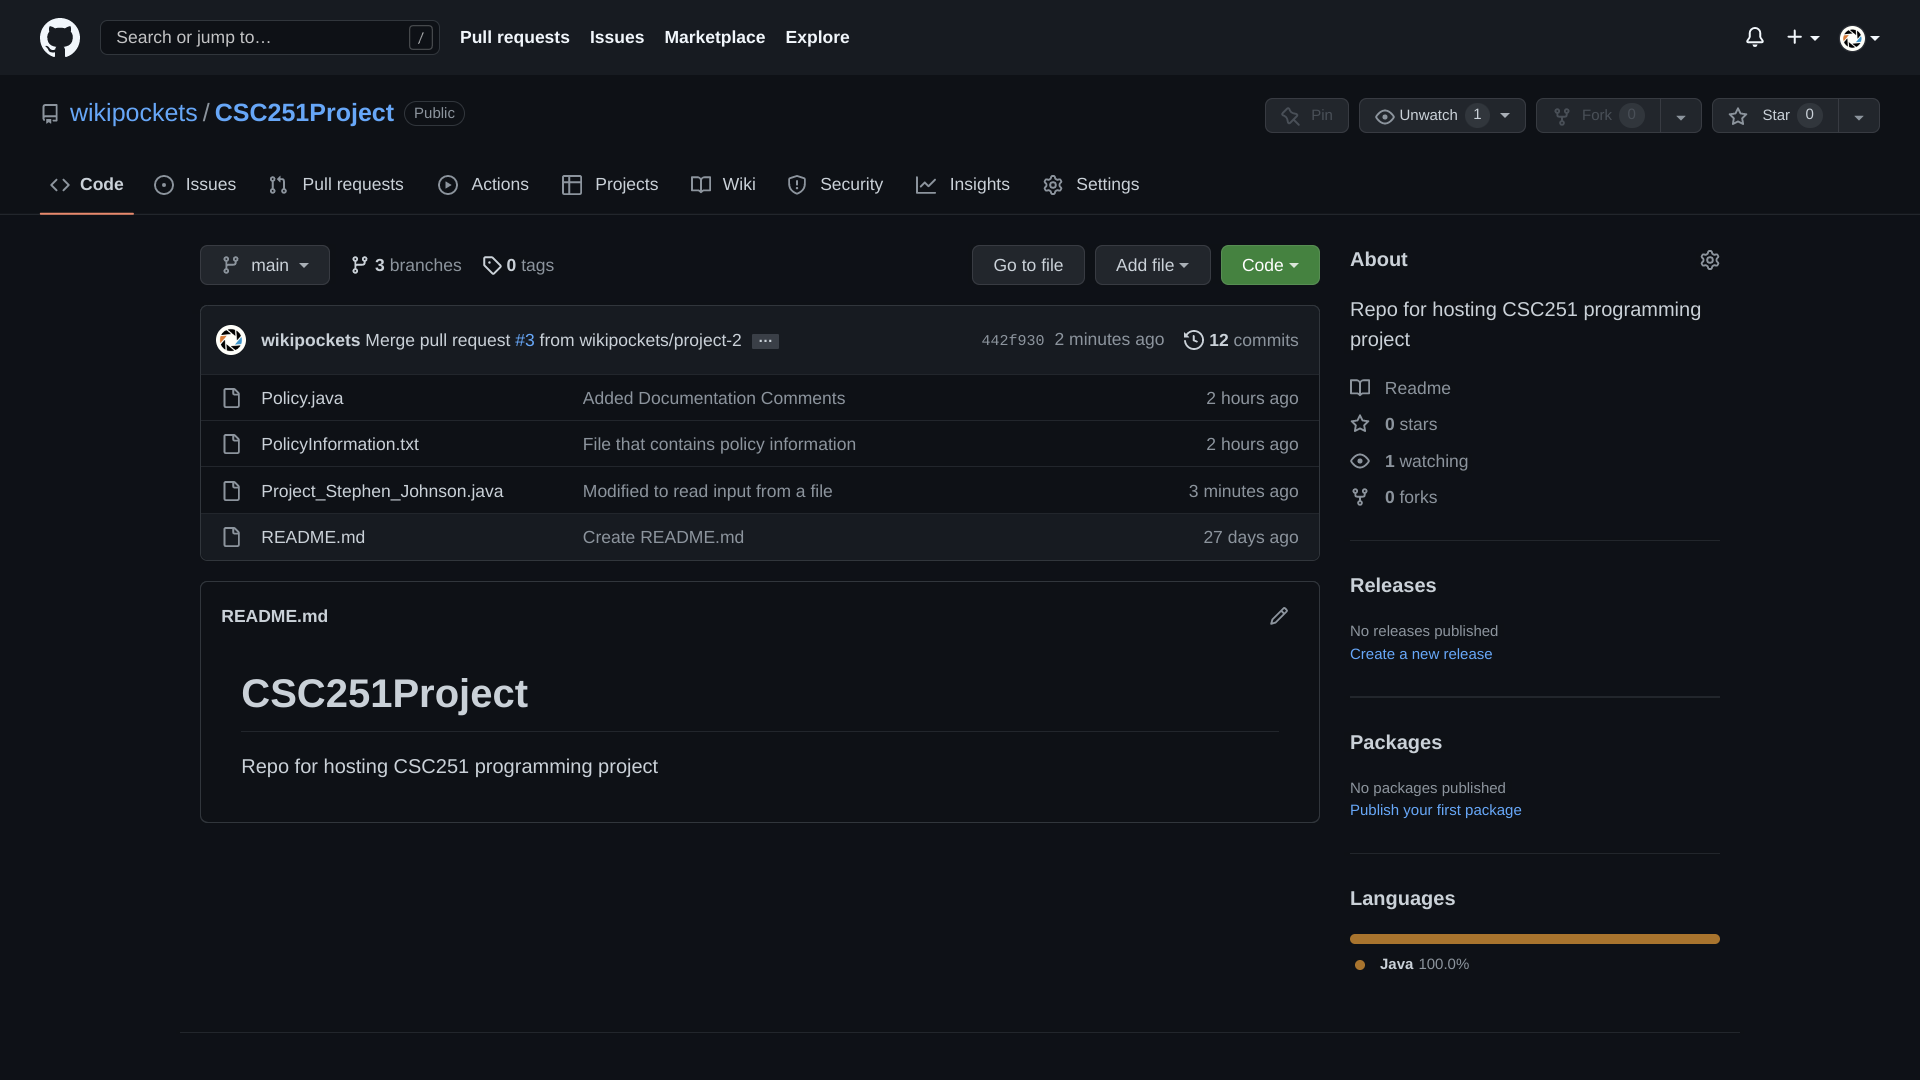 Search or jump to… /
Pull requests Issues Marketplace Explore
wikipockets / CSC251Project Public
Pin Unwatch 1 Fork 0 Star 0
Code Issues Pull requests Actions Projects Wiki Security Insights Settings
main 3 branches 0 tags Go to file Add file Code
wikipockets Merge pull request #3 from wikipockets/project-2 ... 442f930 2 minutes ago 12 commits
Policy.java Added Documentation Comments 2 hours ago
PolicyInformation.txt File that contains policy information 2 hours ago
Project_Stephen_Johnson.java Modified to read input from a file 3 minutes ago
README.md Create README.md 27 days ago
README.md
CSC251Project
Repo for hosting CSC251 programming project
About
Repo for hosting CSC251 programming
project
Readme
0 stars
1 watching
0 forks
Releases
No releases published
Create a new release
Packages
No packages published
Publish your first package
Languages
Java 100.0%